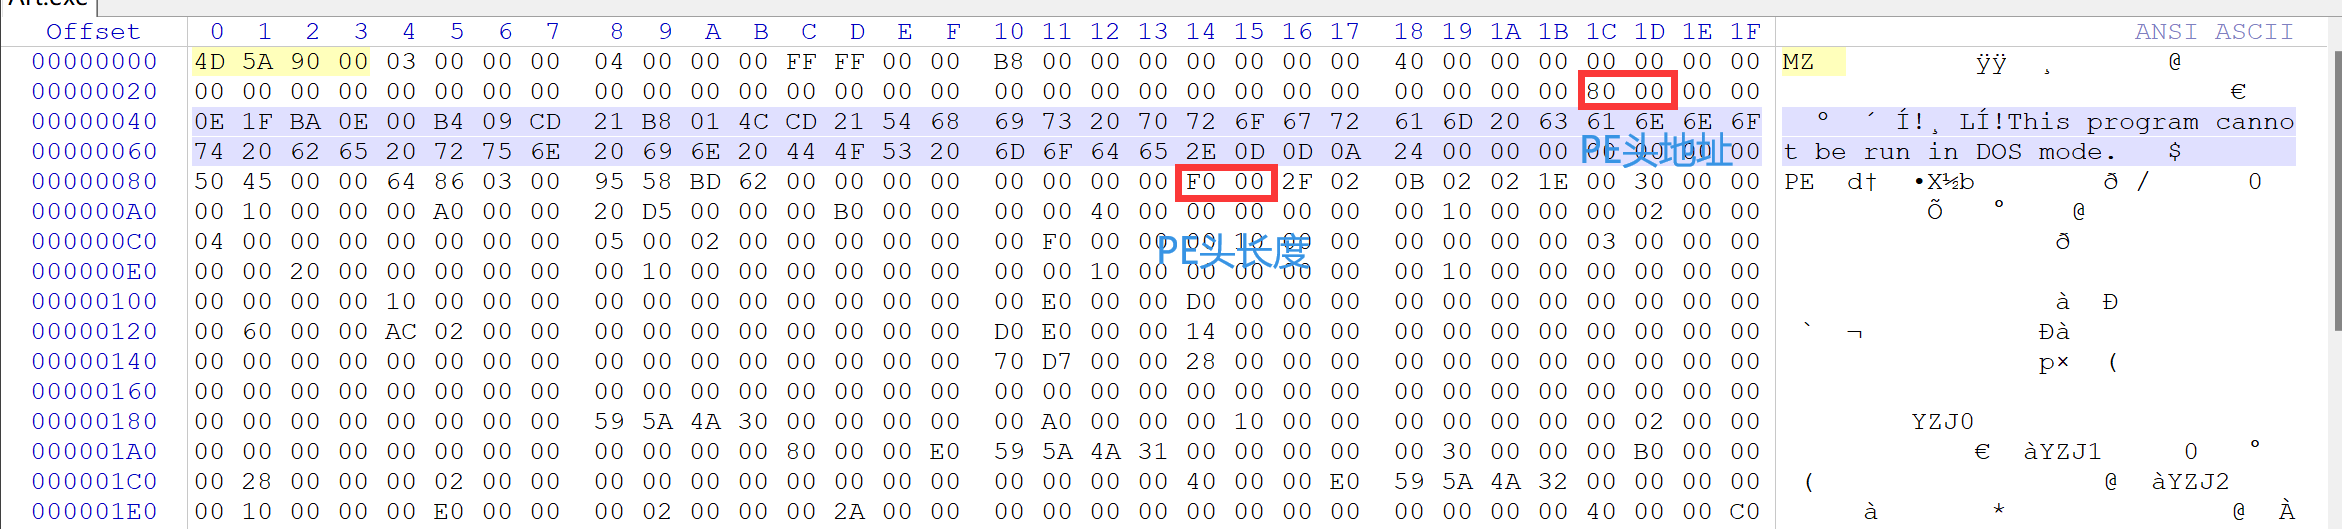 Art.exe
Offset 0 1 2 3 4 5 6 7 8 9 A B C D E F 10 11 12 13 14 15 16 17 18 19 1A 1B 1C 1D 1E 1F ANSI ASCII
00000000 4D 5A 90 00 03 00 00 00 04 00 00 00 FF FF 00 00 B8 00 00 00 00 00 00 00 40 00 00 00 00 00 00 00 MZ ÿÿ ¸ @
00000020 00 00 00 00 00 00 00 00 00 00 00 00 00 00 00 00 00 00 00 00 00 00 00 00 00 00 00 00 80 00 00 00 €
00000040 0E 1F BA 0E 00 B4 09 CD 21 B8 01 4C CD 21 54 68 69 73 20 70 72 6F 67 72 61 6D 20 63 61 6E 6E 6F º ´ Í!¸ LÍ!This program canno
PE头地址
00000060 74 20 62 65 20 72 75 6E 20 69 6E 20 44 4F 53 20 6D 6F 64 65 2E 0D 0D 0A 24 00 00 00 00 00 00 00 t be run in DOS mode. $
00000080 50 45 00 00 64 86 03 00 95 58 BD 62 00 00 00 00 00 00 00 00 F0 00 2F 02 0B 02 02 1E 00 30 00 00 PE d† •X½b ð / 0
000000A0 00 10 00 00 00 A0 00 00 20 D5 00 00 00 B0 00 00 00 00 40 00 00 00 00 00 00 10 00 00 00 02 00 00 Õ ° @
000000C0 04 00 00 00 00 00 00 00 05 00 02 00 00 00 00 00 00 F0 00 00 00 10 00 00 00 00 00 00 03 00 00 00 ð
PE头长度
000000E0 00 00 20 00 00 00 00 00 00 10 00 00 00 00 00 00 00 00 10 00 00 00 00 00 00 10 00 00 00 00 00 00
00000100 00 00 00 00 10 00 00 00 00 00 00 00 00 00 00 00 00 E0 00 00 D0 00 00 00 00 00 00 00 00 00 00 00 à Ð
00000120 00 60 00 00 AC 02 00 00 00 00 00 00 00 00 00 00 D0 E0 00 00 14 00 00 00 00 00 00 00 00 00 00 00 ` ¬ Ðà
00000140 00 00 00 00 00 00 00 00 00 00 00 00 00 00 00 00 70 D7 00 00 28 00 00 00 00 00 00 00 00 00 00 00 p× (
00000160 00 00 00 00 00 00 00 00 00 00 00 00 00 00 00 00 00 00 00 00 00 00 00 00 00 00 00 00 00 00 00 00
00000180 00 00 00 00 00 00 00 00 59 5A 4A 30 00 00 00 00 00 A0 00 00 00 10 00 00 00 00 00 00 00 02 00 00 YZJ0
000001A0 00 00 00 00 00 00 00 00 00 00 00 00 80 00 00 E0 59 5A 4A 31 00 00 00 00 00 30 00 00 00 B0 00 00 € àYZJ1 0 °
000001C0 00 28 00 00 00 02 00 00 00 00 00 00 00 00 00 00 00 00 00 00 40 00 00 E0 59 5A 4A 32 00 00 00 00 ( @ àYZJ2
000001E0 00 10 00 00 00 E0 00 00 00 02 00 00 00 2A 00 00 00 00 00 00 00 00 00 00 00 00 00 00 40 00 00 C0 à * @ À